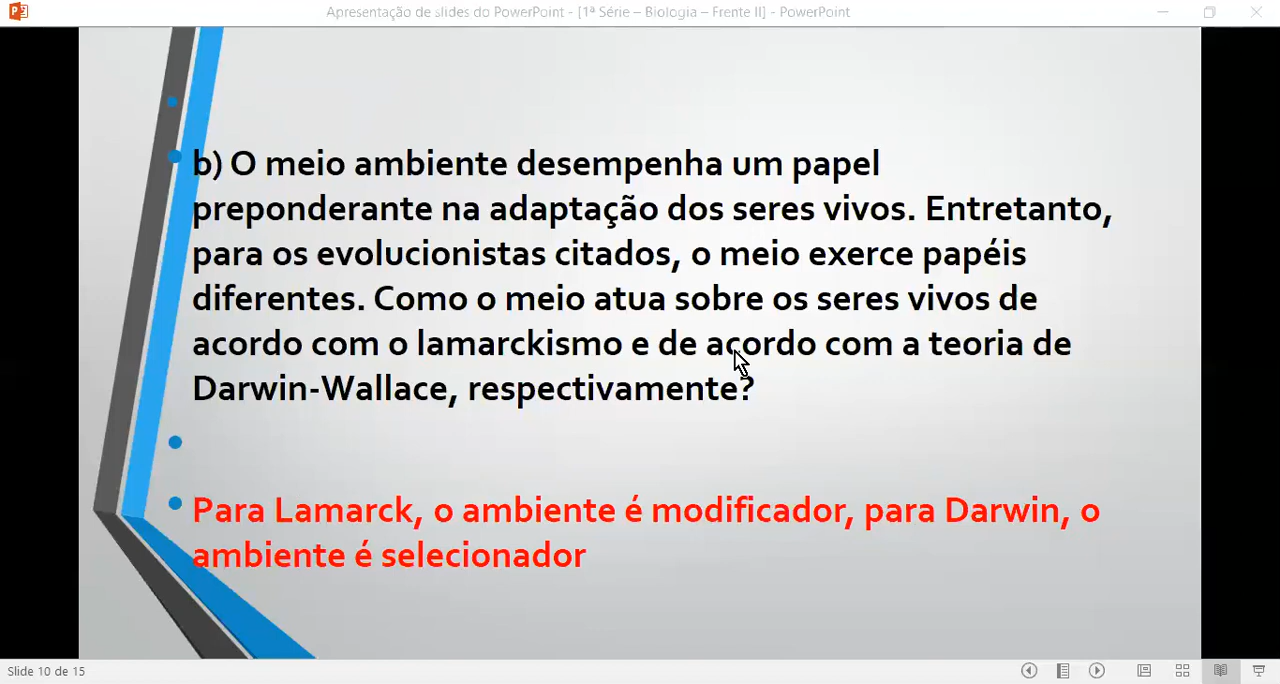 Apresentação de slides do PowerPoint - [1ª Série – Biologia – Frente II] - PowerPoint
b) O meio ambiente desempenha um papel
preponderante na adaptação dos seres vivos. Entretanto,
para os evolucionistas citados, o meio exerce papéis
diferentes. Como o meio atua sobre os seres vivos de
acordo com o lamarckismo e de acordo com a teoria de
Darwin-Wallace, respectivamente?
Para Lamarck, o ambiente é modificador, para Darwin, o
ambiente é selecionador
Slide 10 de 15